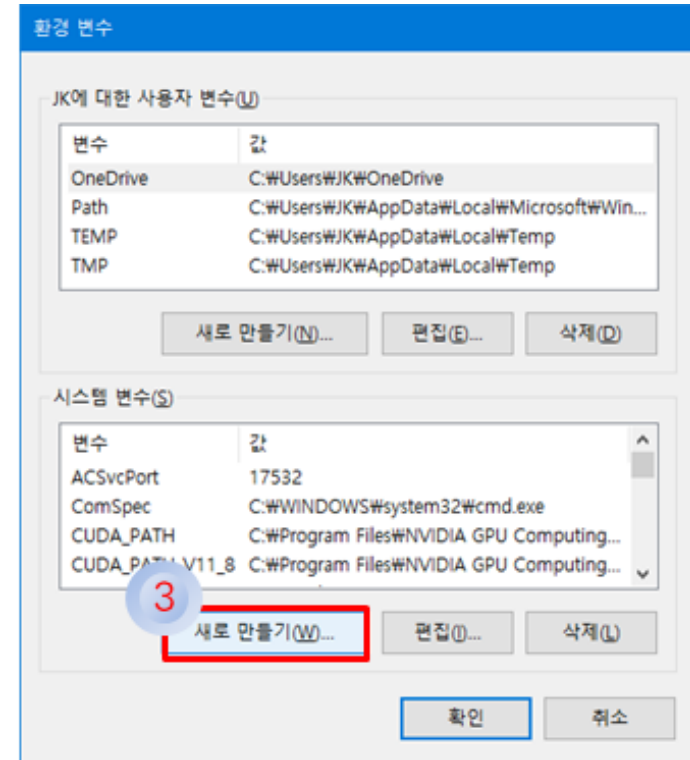 환경 변수
JK에 대한 사용자 변수(U)
변수 값
OneDrive C:₩Users₩JK₩OneDrive
Path C:₩Users₩JK₩AppData₩Local₩Microsoft₩Win...
TEMP C:₩Users₩JK₩AppData₩Local₩Temp
TMP C:₩Users₩JK₩AppData₩Local₩Temp
새로 만들기(N)... 편집(E)... 삭제(D)
시스템 변수(S)
변수 값
ACSvcPort 17532
ComSpec C:₩WINDOWS₩system32₩cmd.exe
CUDA_PATH C:₩Program Files₩NVIDIA GPU Computing...
CUDA_PATH_V11_8 C:₩Program Files₩NVIDIA GPU Computing...
3
새로 만들기(W)... 편집(I)... 삭제(L)
확인 취소